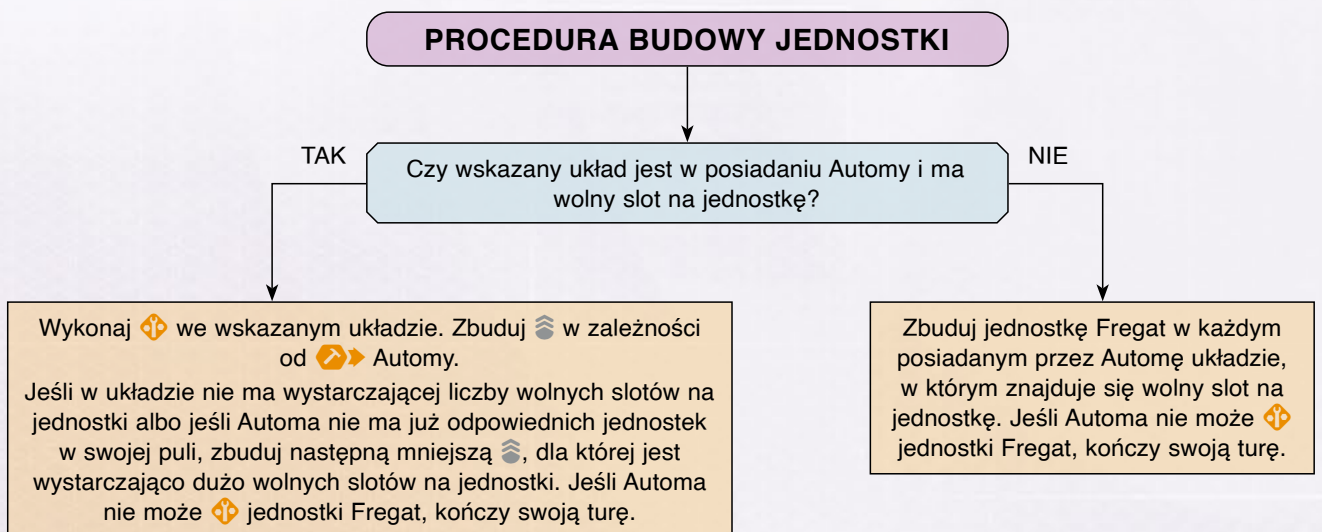 PROCEDURA BUDOWY JEDNOSTKI
TAK
Czy wskazany układ jest w posiadaniu Automy i ma
wolny slot na jednostkę?
NIE
Wykonaj we wskazanym układzie. Zbuduj w zależności
od Automy.
Jeśli w układzie nie ma wystarczającej liczby wolnych slotów na
jednostki albo jeśli Automa nie ma już odpowiednich jednostek
w swojej puli, zbuduj następną mniejszą , dla której jest
wystarczająco dużo wolnych slotów na jednostki. Jeśli Automa
nie może jednostki Fregat, kończy swoją turę.
Zbuduj jednostkę Fregat w każdym
posiadanym przez Automę układzie,
w którym znajduje się wolny slot na
jednostkę. Jeśli Automa nie może
jednostki Fregat, kończy swoją turę.